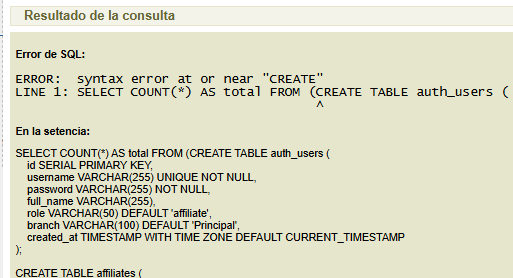 Resultado de la consulta
Error de SQL:
ERROR:  syntax error at or near "CREATE"
LINE 1: SELECT COUNT(*) AS total FROM (CREATE TABLE auth_users (
^
En la setencia:
SELECT COUNT(*) AS total FROM (CREATE TABLE auth_users (
    id SERIAL PRIMARY KEY,
    username VARCHAR(255) UNIQUE NOT NULL,
    password VARCHAR(255) NOT NULL,
    full_name VARCHAR(255),
    role VARCHAR(50) DEFAULT 'affiliate',
    branch VARCHAR(100) DEFAULT 'Principal',
    created_at TIMESTAMP WITH TIME ZONE DEFAULT CURRENT_TIMESTAMP
);
CREATE TABLE affiliates (